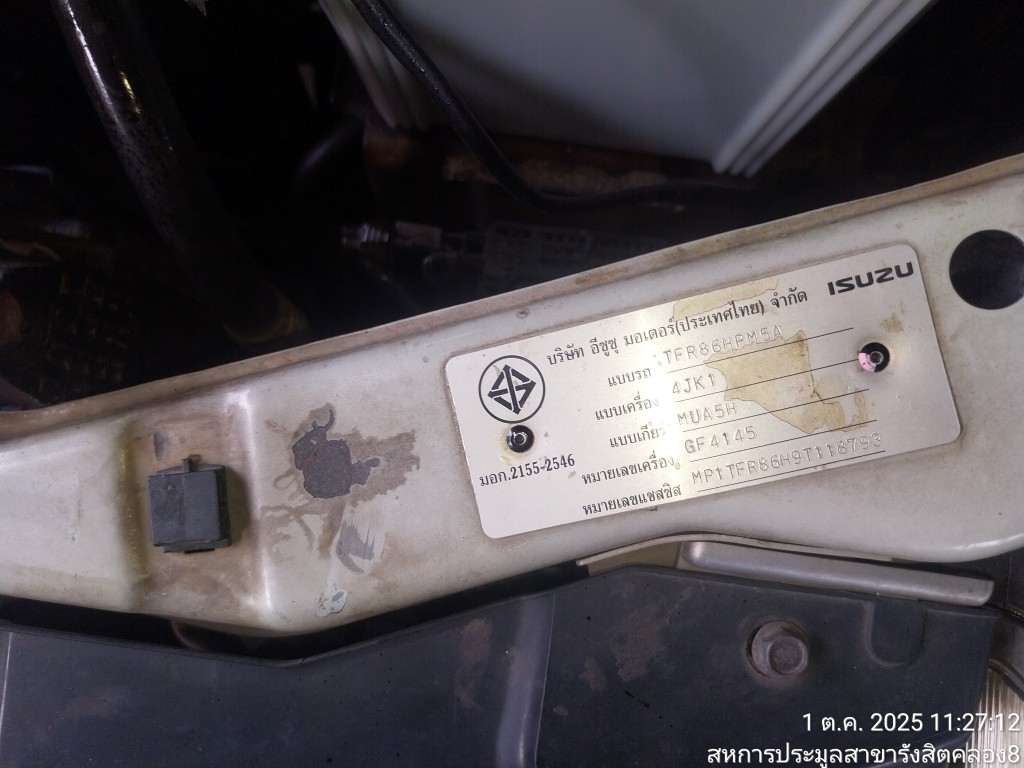 ISUZU
บริษัท อีซูซุ มอเตอร์(ประเทศไทย) จำกัด
แบบรถ TFR86HPM5A
แบบเครื่อง 4JK1
แบบเกียร์ MUA5H
หมายเลขเครื่อง GF4145
หมายเลขแชสซิส MP1TFR86H9T118793
มอก.2155-2546
1 ต.ค. 2025 11:27:12
สหการประมูลสาขารังสิตคลอง8